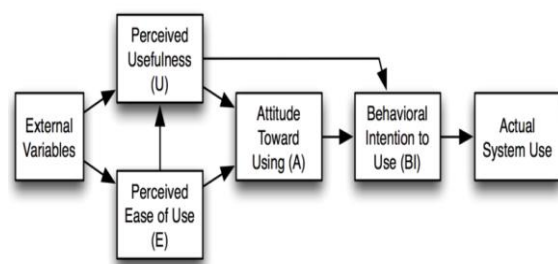 External
Variables
Perceived
Usefulness
(U)
Perceived
Ease of Use
(E)
Attitude
Toward
Using (A)
Behavioral
Intention to
Use (BI)
Actual
System Use